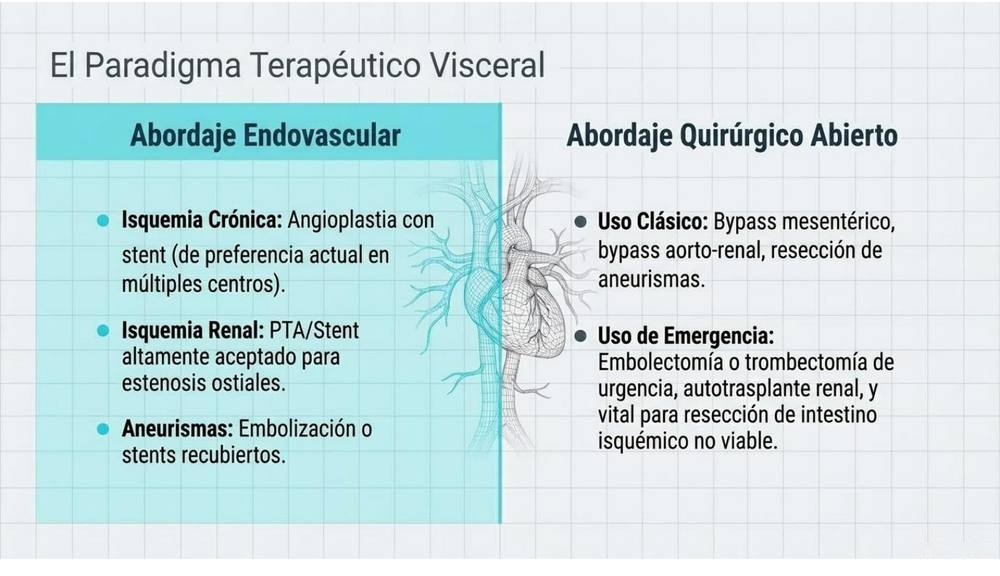 El Paradigma Terapéutico Visceral
Abordaje Endovascular
Isquemia Crónica: Angioplastia con
stent (de preferencia actual en
múltiples centros).
Isquemia Renal: PTA/Stent
altamente aceptado para
estenosis ostiales.
Aneurismas: Embolización o
stents recubiertos.
Abordaje Quirúrgico Abierto
Uso Clásico: Bypass mesentérico,
bypass aorto-renal, resección de
aneurismas.
Uso de Emergencia:
Embolectomía o trombectomía de
urgencia, autotrasplante renal, y
vital para resección de intestino
isquémico no viable.